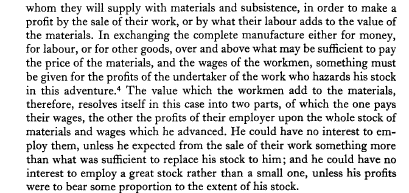 whom they will supply with materials and subsistence, in order to make a
profit by the sale of their work, or by what their labour adds to the value of
the materials. In exchanging the complete manufacture either for money,
for labour, or for other goods, over and above what may be sufficient to pay
the price of the materials, and the wages of the workmen, something must
be given for the profits of the undertaker of the work who hazards his stock
in this adventure.⁴ The value which the workmen add to the materials,
therefore, resolves itself in this case into two parts, of which the one pays
their wages, the other the profits of their employer upon the whole stock of
materials and wages which he advanced. He could have no interest to em-
ploy them, unless he expected from the sale of their work something more
than what was sufficient to replace his stock to him; and he could have no
interest to employ a great stock rather than a small one, unless his profits
were to bear some proportion to the extent of his stock.